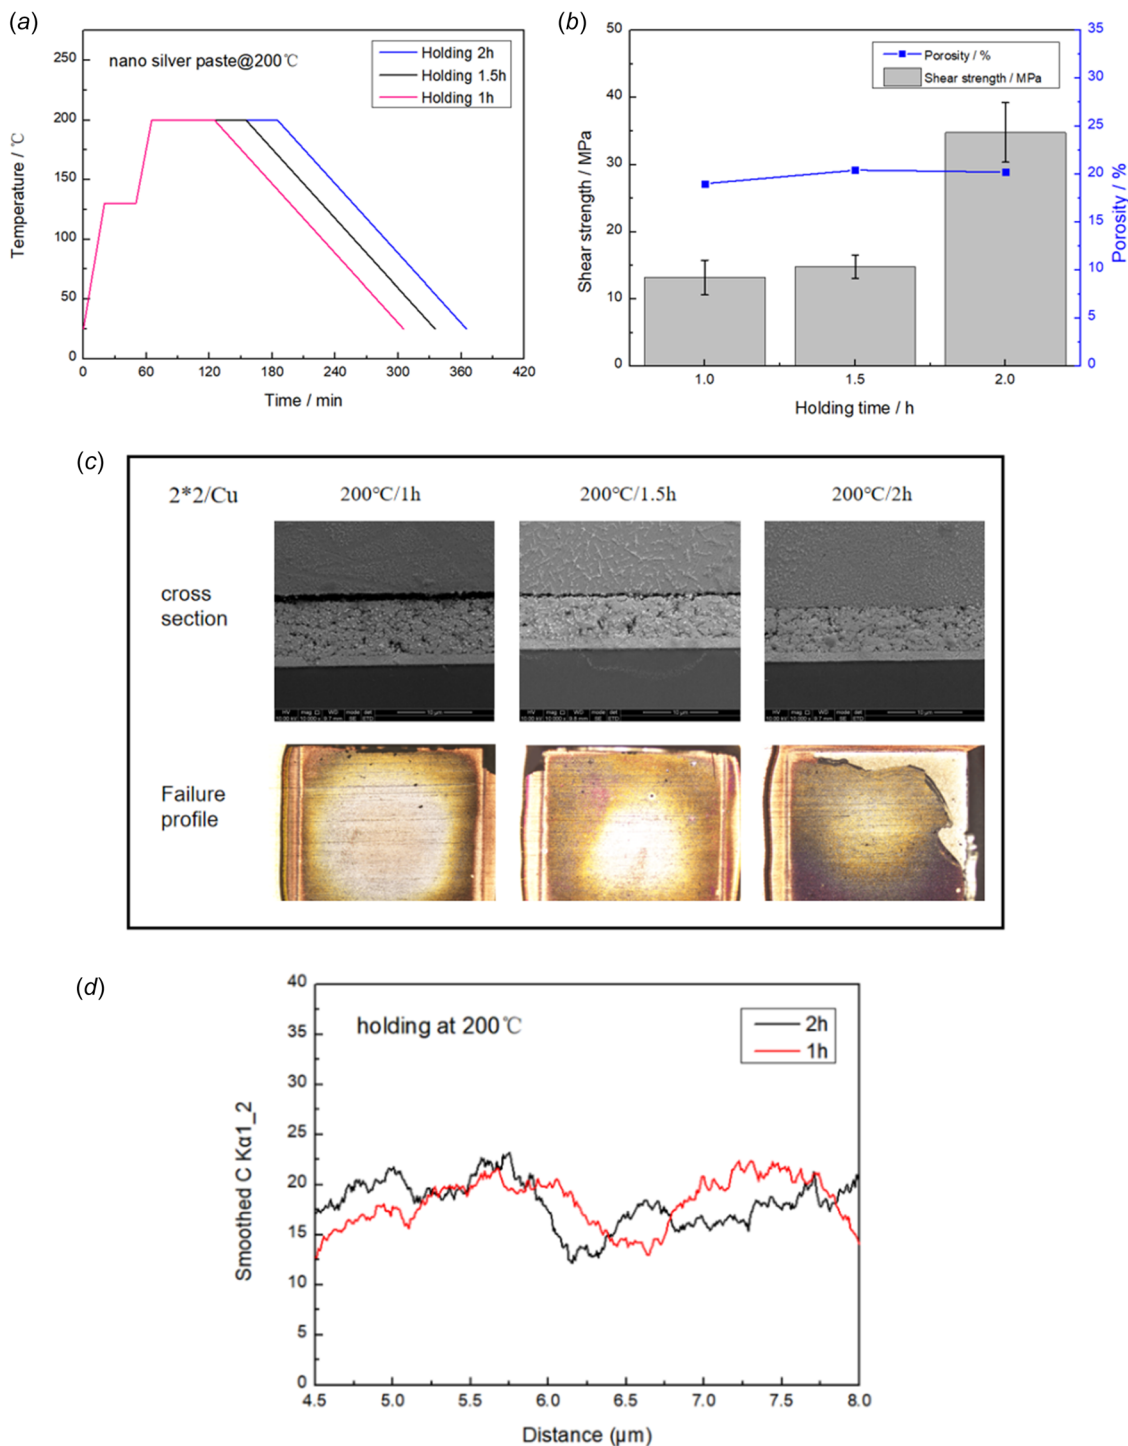 (a)
nano silver paste@200℃
Holding 2h
Holding 1.5h
Holding 1h
250
200
150
100
50
0
Temperature / ℃
0 60 120 180 240 300 360 420
Time / min
(b)
Porosity / %
Shear strength / MPa
50
40
30
20
10
0
Shear strength / MPa
35
30
25
20
15
10
5
0
Porosity / %
1.0 1.5 2.0
Holding time / h
(c)
2*2/Cu 200℃/1h 200℃/1.5h 200℃/2h
cross
section
Failure
profile
(d)
holding at 200℃
2h
1h
40
35
30
25
20
15
10
5
0
Smoothed C Kα1_2
4.5 5.0 5.5 6.0 6.5 7.0 7.5 8.0
Distance (μm)